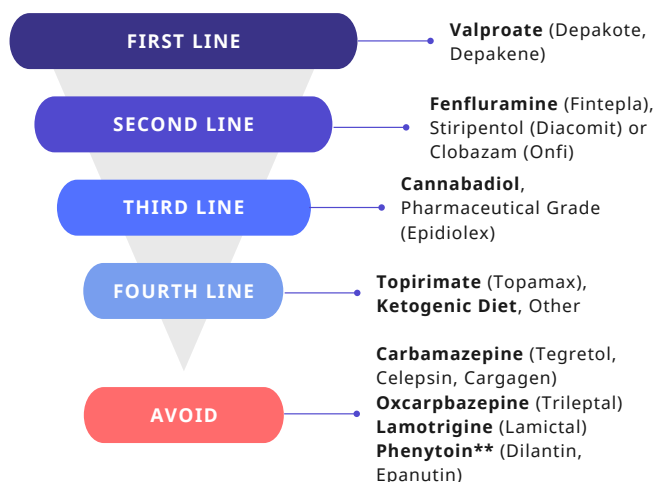 FIRST LINE
Valproate (Depakote,
Depakene)
SECOND LINE
Fenfluramine (Fintepla),
Stiripentol (Diacomit) or
Clobazam (Onfi)
THIRD LINE
Cannabadiol,
Pharmaceutical Grade
(Epidiolex)
FOURTH LINE
Topirimate (Topamax),
Ketogenic Diet, Other
AVOID
Carbamazepine (Tegretol,
Celepsin, Cargagen)
Oxcarpbazepine (Trileptal)
Lamotrigine (Lamictal)
Phenytoin** (Dilantin,
Epanutin)